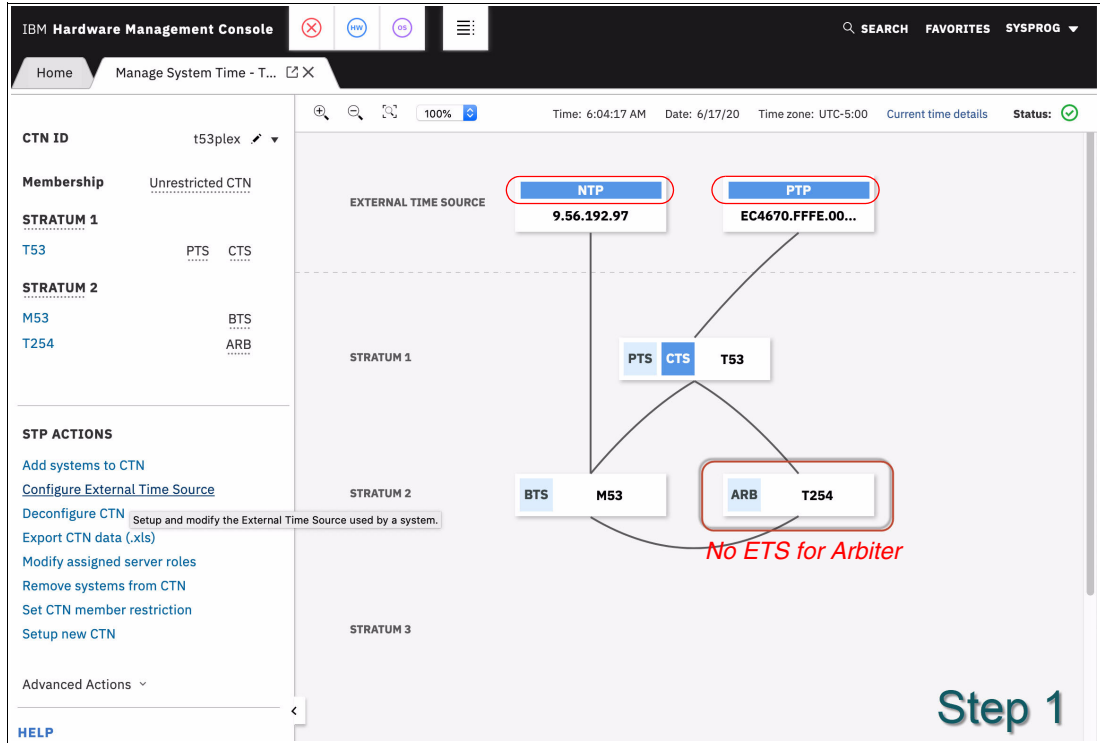 IBM Hardware Management Console
HW
OS
SEARCH FAVORITES SYSPROG
Home
Manage System Time - T...
100%
Time: 6:04:17 AM Date: 6/17/20 Time zone: UTC-5:00 Current time details Status:
CTN ID t53plex
Membership Unrestricted CTN
STRATUM 1
T53 PTS CTS
STRATUM 2
M53 BTS
T254 ARB
STP ACTIONS
Add systems to CTN
Configure External Time Source
Deconfigure CTN
Setup and modify the External Time Source used by a system.
Export CTN data (.xls)
Modify assigned server roles
Remove systems from CTN
Set CTN member restriction
Setup new CTN
Advanced Actions
HELP
EXTERNAL TIME SOURCE
NTP
9.56.192.97
PTP
EC4670.FFFE.00...
STRATUM 1
PTS CTS T53
STRATUM 2
BTS M53
ARB T254
No ETS for Arbiter
STRATUM 3
Step 1